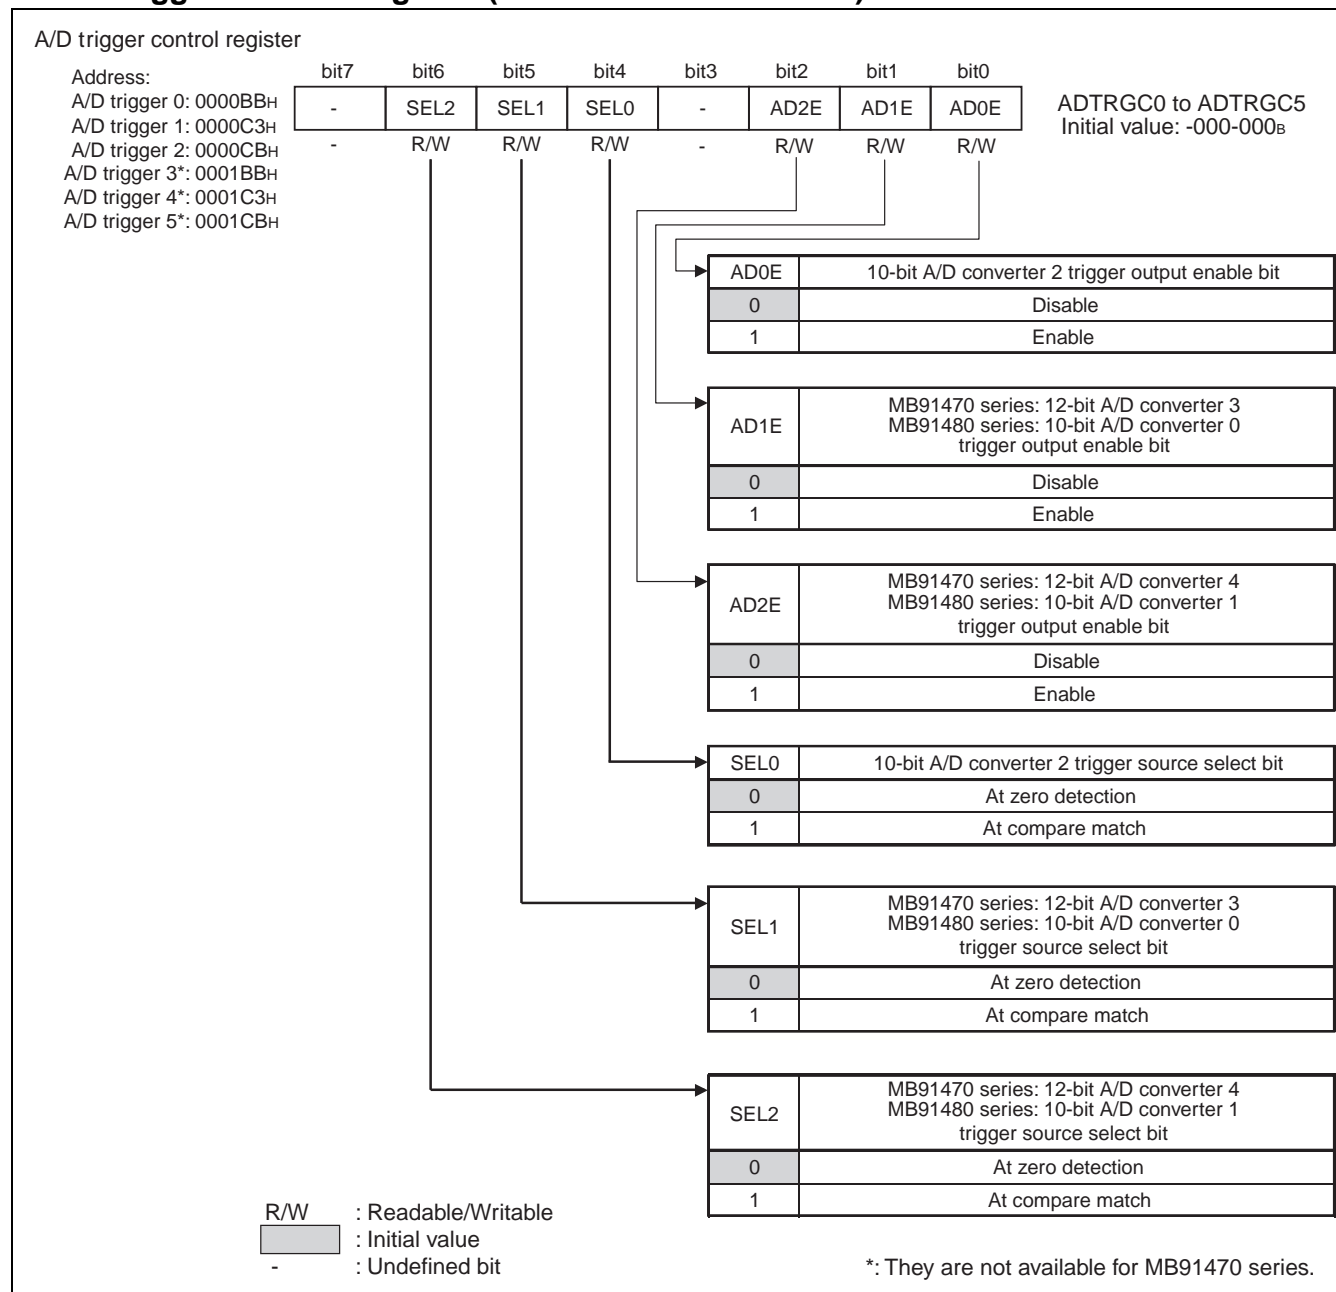 A/D trigger control register
Address:
A/D trigger 0: 0000BBH
A/D trigger 1: 0000C3H
A/D trigger 2: 0000CBH
A/D trigger 3*: 0001BBH
A/D trigger 4*: 0001C3H
A/D trigger 5*: 0001CBH
bit7 bit6 bit5 bit4 bit3 bit2 bit1 bit0
- SEL2 SEL1 SEL0 - AD2E AD1E AD0E
- R/W R/W R/W - R/W R/W R/W
ADTRGC0 to ADTRGC5
Initial value: -000-000B
AD0E 10-bit A/D converter 2 trigger output enable bit
0 Disable
1 Enable
AD1E MB91470 series: 12-bit A/D converter 3
MB91480 series: 10-bit A/D converter 0
trigger output enable bit
0 Disable
1 Enable
AD2E MB91470 series: 12-bit A/D converter 4
MB91480 series: 10-bit A/D converter 1
trigger output enable bit
0 Disable
1 Enable
SEL0 10-bit A/D converter 2 trigger source select bit
0 At zero detection
1 At compare match
SEL1 MB91470 series: 12-bit A/D converter 3
MB91480 series: 10-bit A/D converter 0
trigger source select bit
0 At zero detection
1 At compare match
SEL2 MB91470 series: 12-bit A/D converter 4
MB91480 series: 10-bit A/D converter 1
trigger source select bit
0 At zero detection
1 At compare match
R/W : Readable/Writable
: Initial value
- : Undefined bit
*: They are not available for MB91470 series.